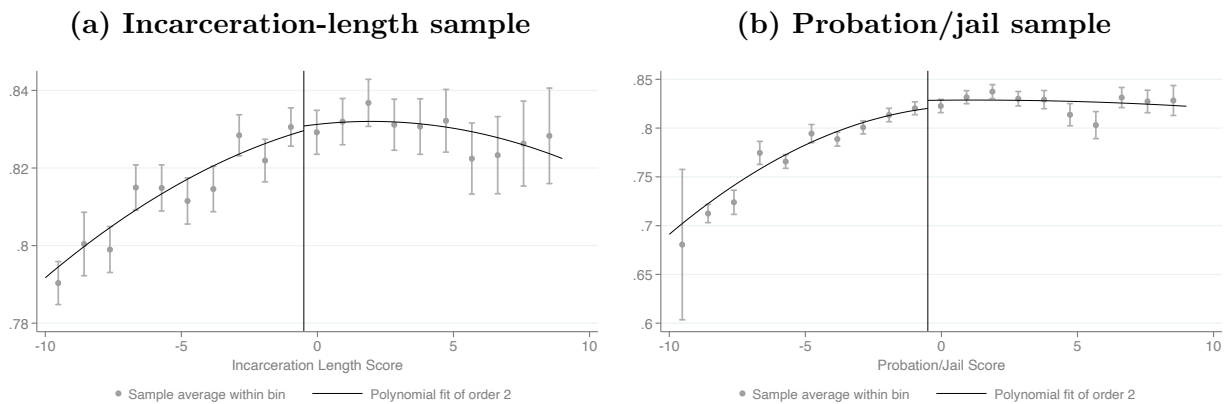 (a) Incarceration-length sample
.84
.82
.8
.78
-10 -5 0 5 10
Incarceration Length Score
Sample average within bin Polynomial fit of order 2
(b) Probation/jail sample
.85
.8
.75
.7
.65
.6
-10 -5 0 5 10
Probation/Jail Score
Sample average within bin Polynomial fit of order 2